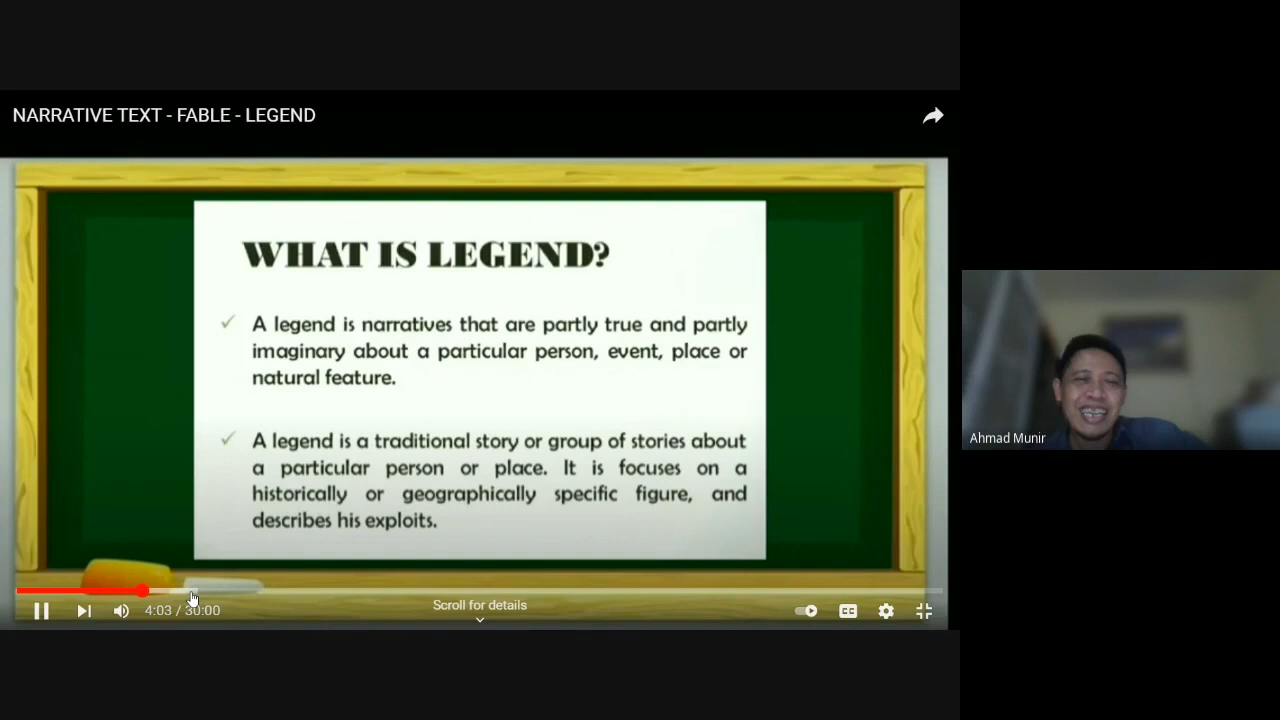 NARRATIVE TEXT - FABLE - LEGEND
WHAT IS LEGEND?
A legend is narratives that are partly true and partly
imaginary about a particular person, event, place or
natural feature.
A legend is a traditional story or group of stories about
a particular person or place. It is focuses on a
historically or geographically specific figure, and
describes his exploits.
Ahmad Munir
Scroll for details
4:03 / 30:00
CC